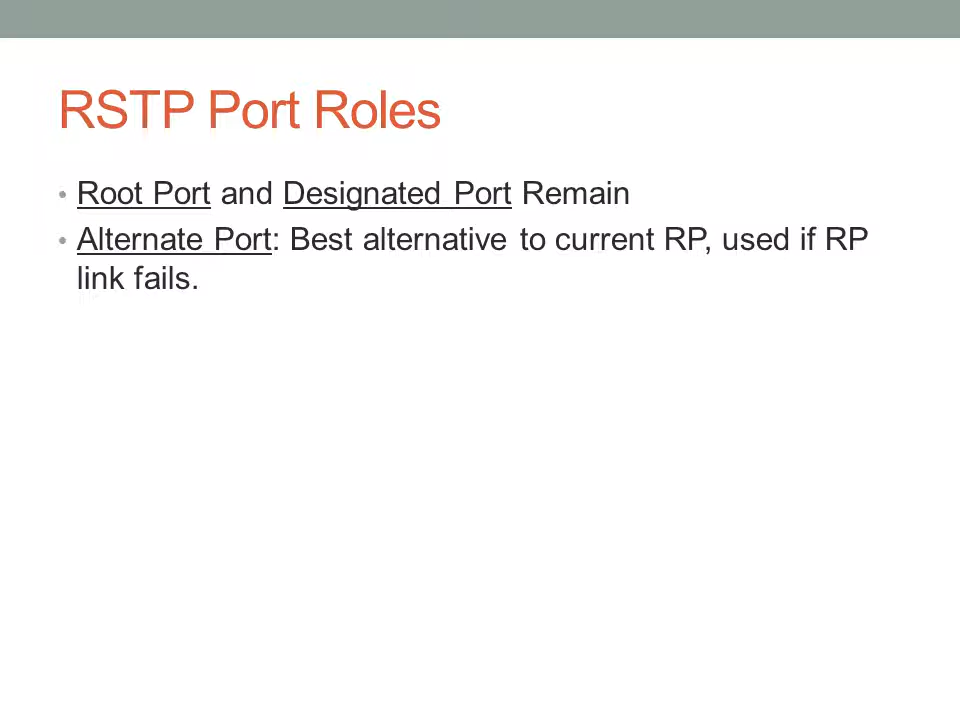 RSTP Port Roles
• Root Port and Designated Port Remain
• Alternate Port: Best alternative to current RP, used if RP
link fails.